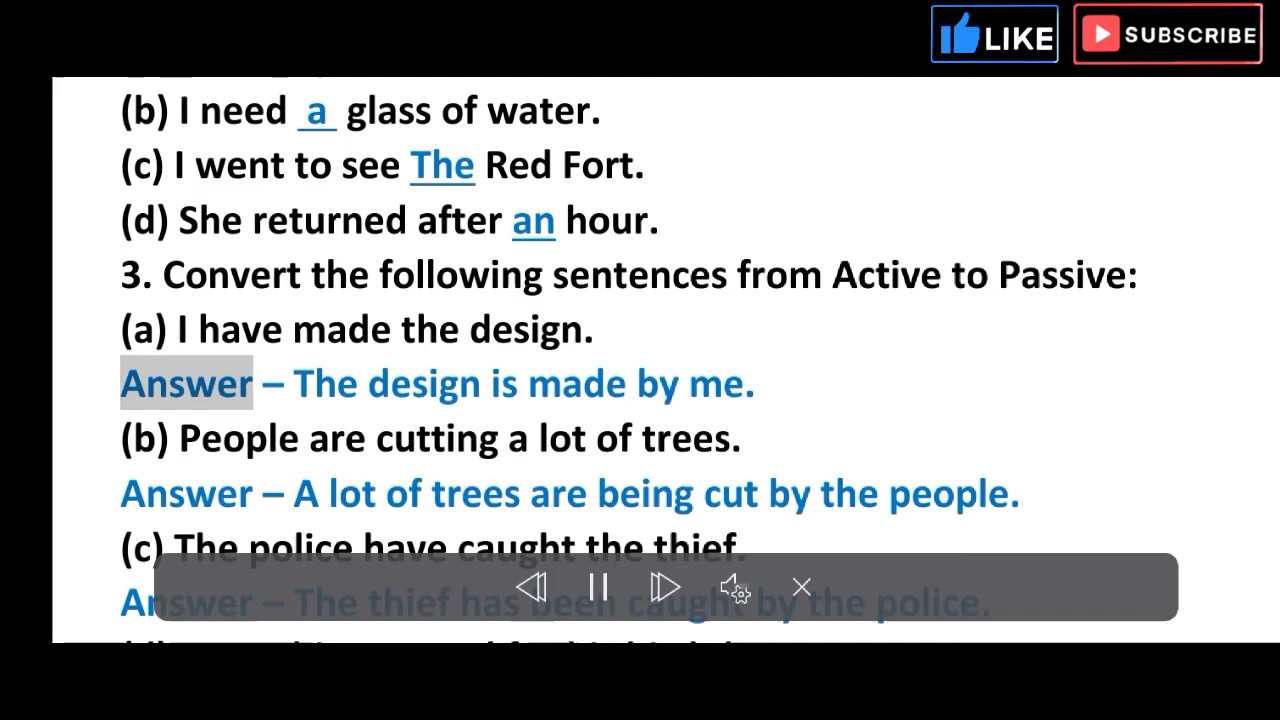 LIKE SUBSCRIBE
(b) I need a glass of water.
(c) I went to see The Red Fort.
(d) She returned after an hour.
3. Convert the following sentences from Active to Passive:
(a) I have made the design.
Answer – The design is made by me.
(b) People are cutting a lot of trees.
Answer – A lot of trees are being cut by the people.
(c) The police have caught the thief.
Answer – The thief has been caught by the police.